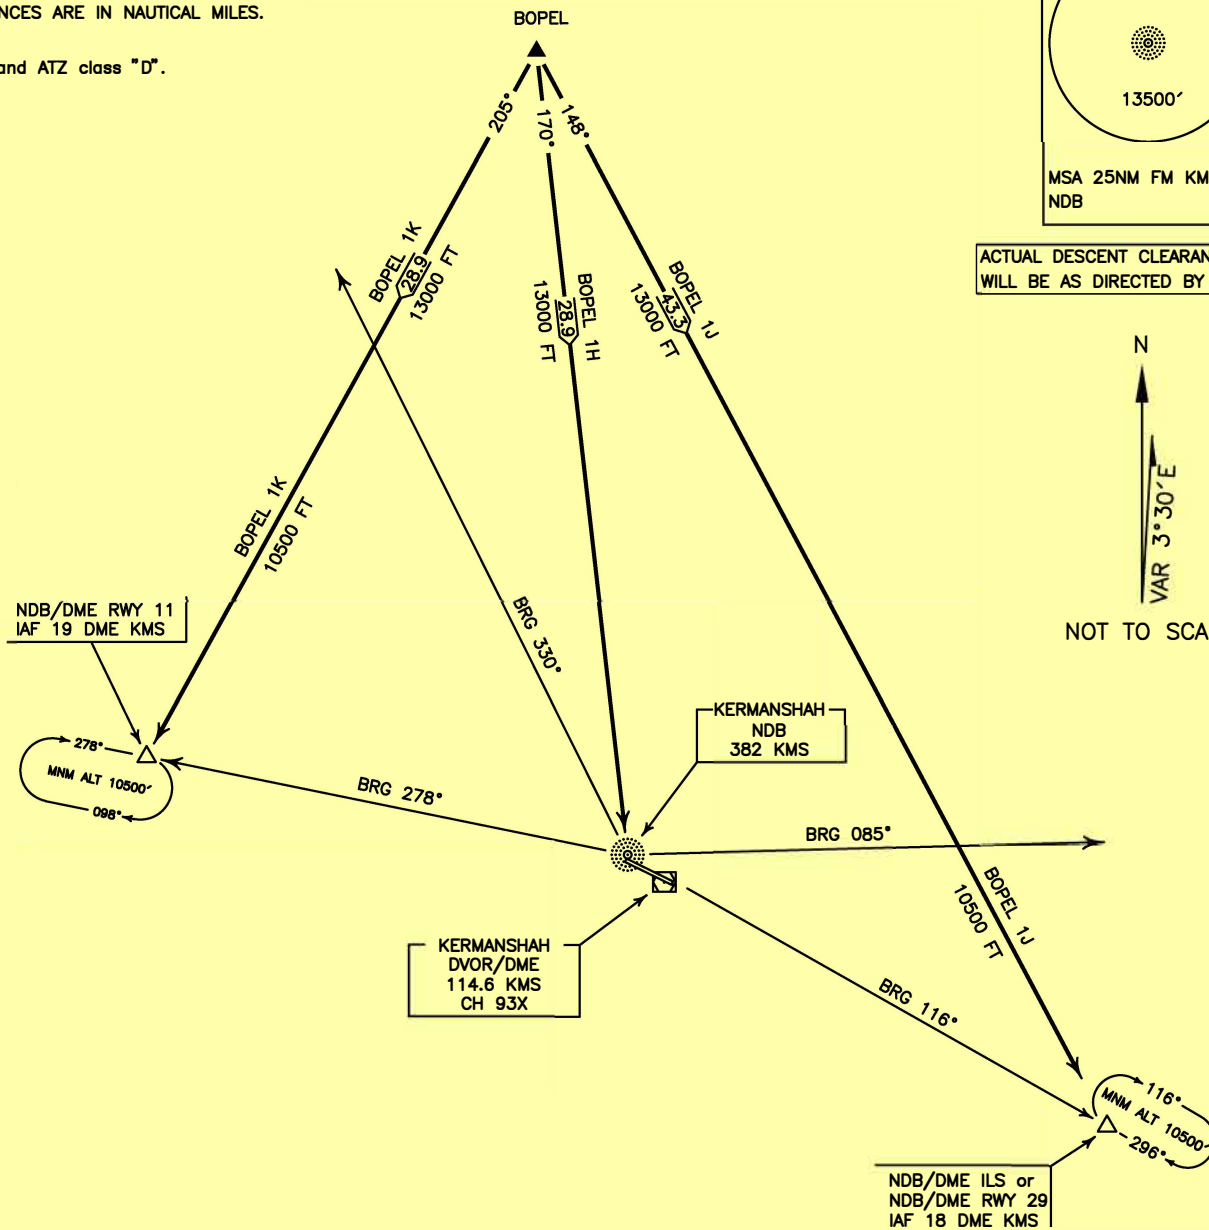 NCES ARE IN NAUTICAL MILES.
BOPEL
and ATZ class "D".
13500'
MSA 25NM FM KM
NDB
ACTUAL DESCENT CLEARAN
WILL BE AS DIRECTED BY
205°
170°
148°
BOPEL 1K
28.9
13000 FT
BOPEL 1H
28.9
13000 FT
BOPEL 1J
43.3
13000 FT
N
VAR 3°30'E
NOT TO SCA
BOPEL 1K
10500 FT
NDB/DME RWY 11
IAF 19 DME KMS
BRG 330°
KERMANSHAH
NDB
382 KMS
278°
MNM ALT 10500'
098°
BRG 278°
BRG 085°
BOPEL 1J
10500 FT
KERMANSHAH
DVOR/DME
114.6 KMS
CH 93X
BRG 116°
116°
MNM ALT 10500'
296°
NDB/DME ILS or
NDB/DME RWY 29
IAF 18 DME KMS